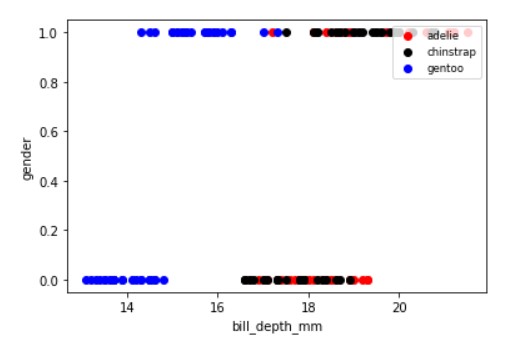 1.0
0.8
0.6
0.4
0.2
0.0
gender
adelie
chinstrap
gentoo
14 16 18 20
bill_depth_mm